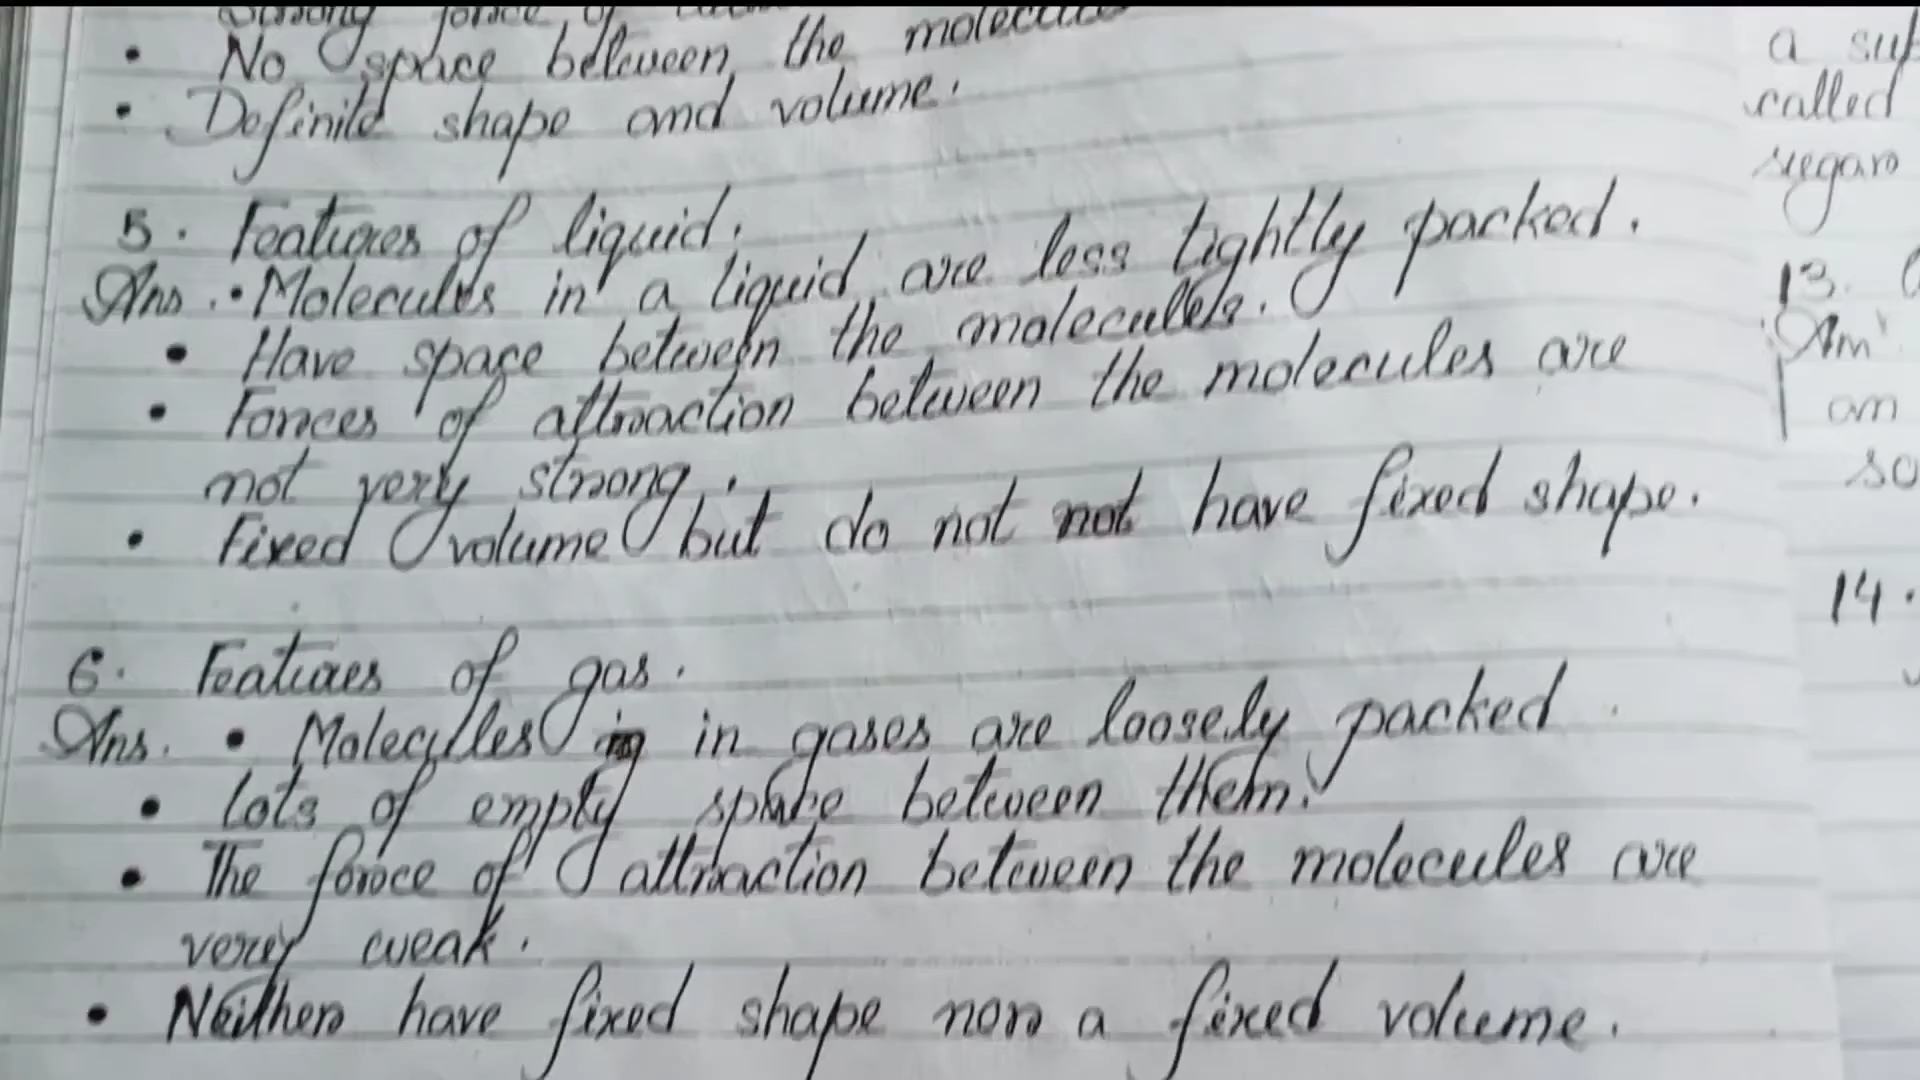 Strong force of
• No space between the molecules
• Definite shape and volume.
5. Features of liquid.
Ans. • Molecules in a liquid are less tightly packed.
• Have space between the molecules.
• Forces of attraction between the molecules are
not very strong.
• Fixed volume but do not not have fixed shape.
6. Features of gas.
Ans. • Molecules in in gases are loosely packed.
• Lots of empty space between them.
• The force of attraction between the molecules are
very weak.
• Neither have fixed shape nor a fixed volume.
a
called
13.
an
so
14.